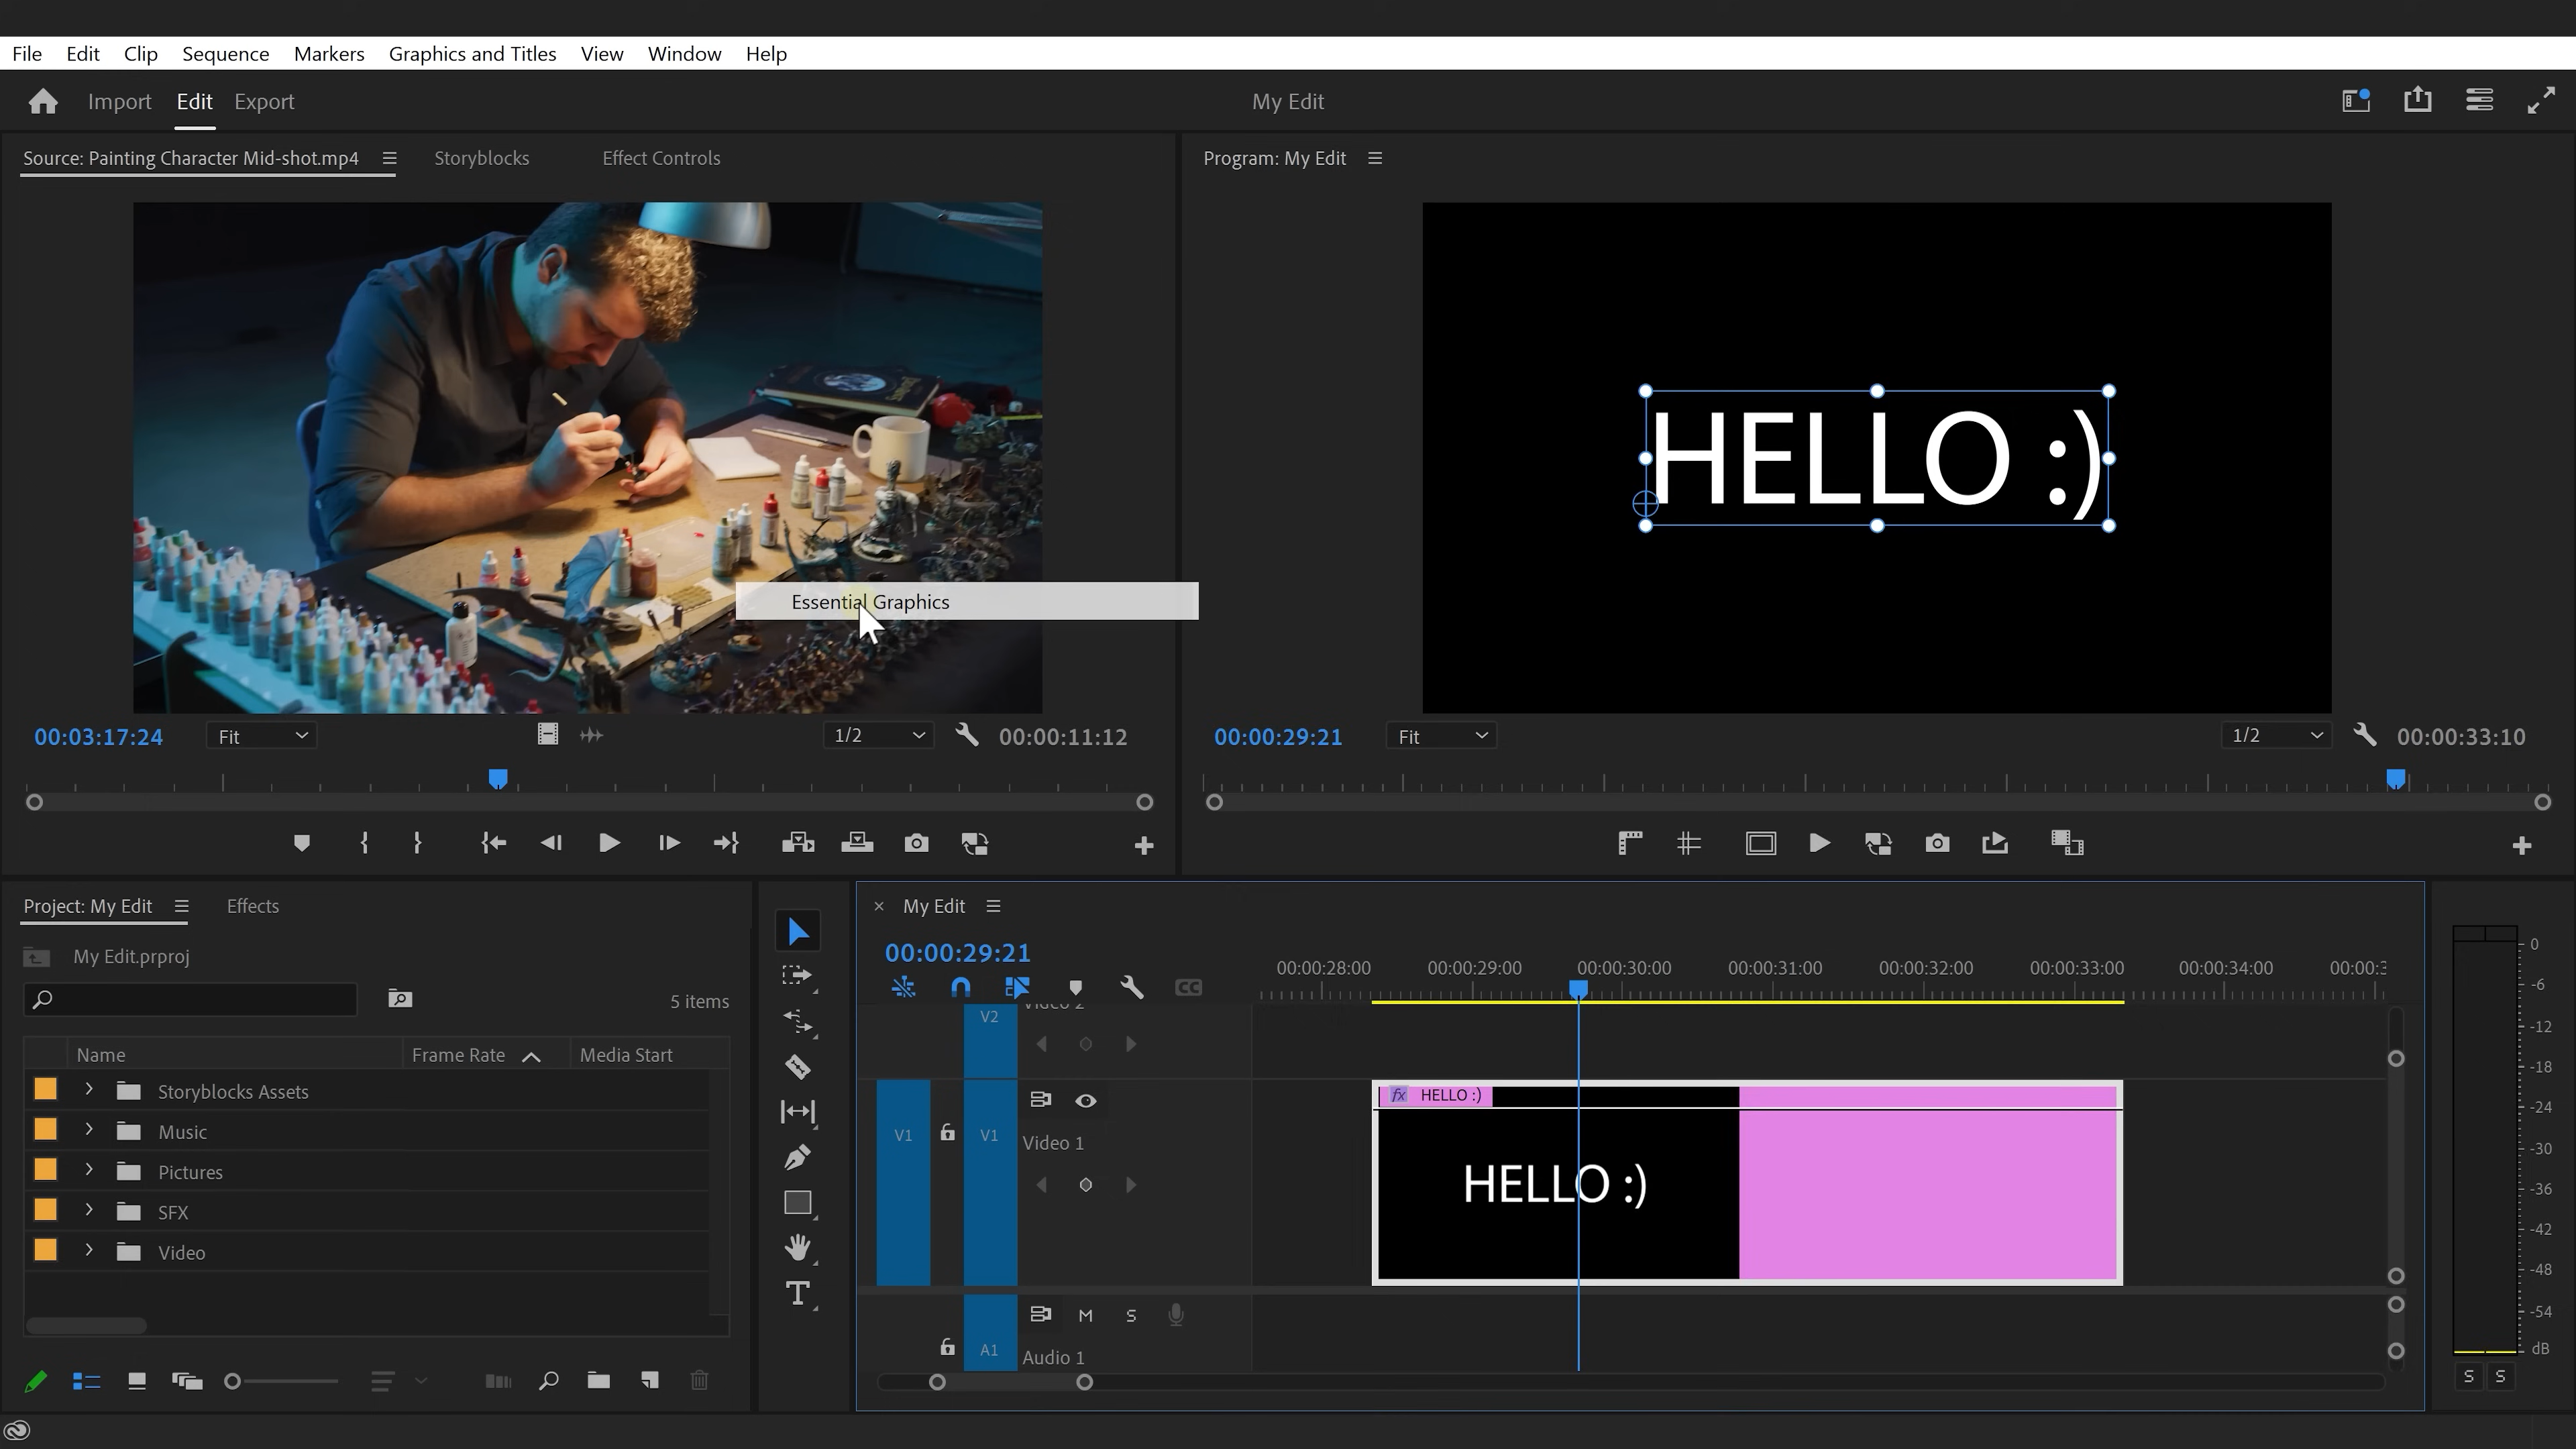 File Edit Clip Sequence Markers Graphics and Titles View Window Help
Import Edit Export My Edit
Source: Painting Character Mid-shot.mp4 Storyblocks Effect Controls
Program: My Edit
HELLO :)
Essential Graphics
00:03:17:24 Fit 1/2 00:00:11:12
00:00:29:21 Fit 1/2 00:00:33:10
Project: My Edit Effects
My Edit.prproj
5 items
Name Frame Rate Media Start
Storyblocks Assets
Music
Pictures
SFX
Video
T
My Edit
00:00:29:21
00:00:28:00 00:00:29:00 00:00:30:00 00:00:31:00 00:00:32:00 00:00:33:00 00:00:34:00
CC
V2 Video 2
fx HELLO :)
V1 V1 Video 1
HELLO :)
M S
A1 Audio 1
0
-6
-12
-18
-24
-30
-36
-42
-48
-54
dB
S S